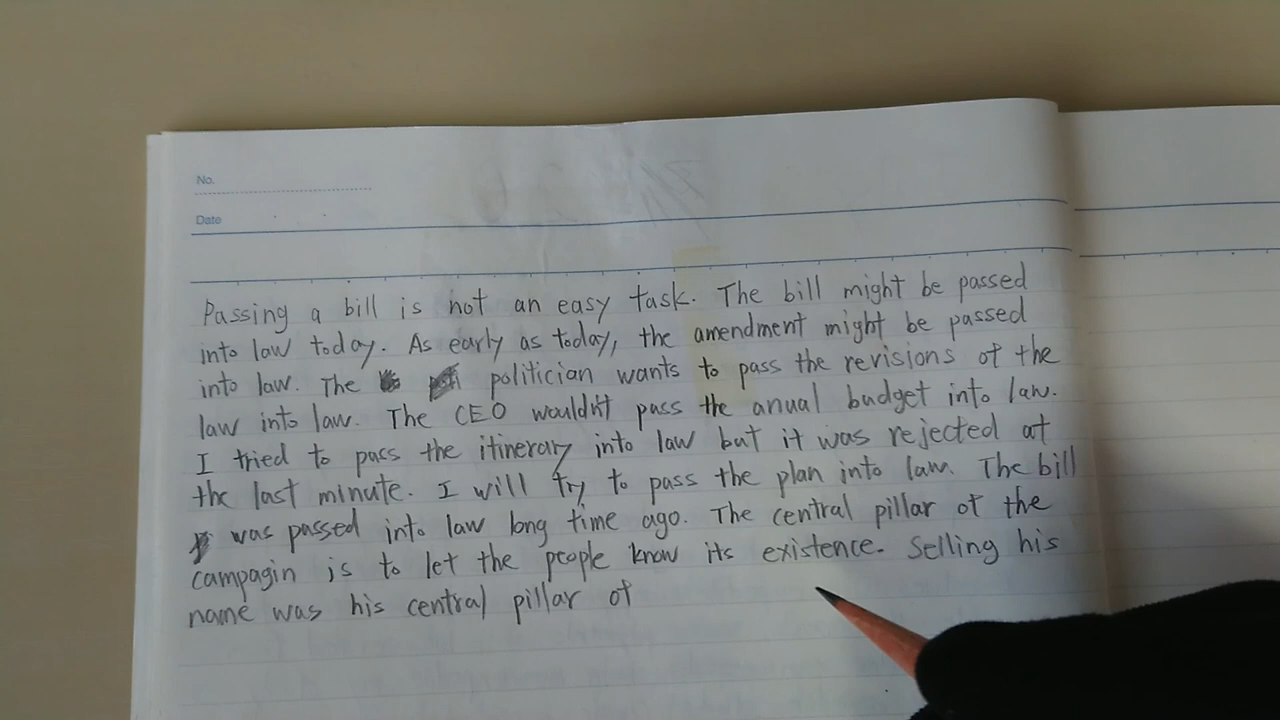 No.
Date
Passing a bill is not an easy task. The bill might be passed
into law today. As early as today, the amendment might be passed
into law. The politician wants to pass the revisions of the
law into law. The CEO wouldn't pass the anual budget into law.
I tried to pass the itinerary into law but it was rejected at
the last minute. I will try to pass the plan into law. The bill
was passed into law long time ago. The central pillar of the
campagin is to let the people know its existence. Selling his
name was his central pillar of